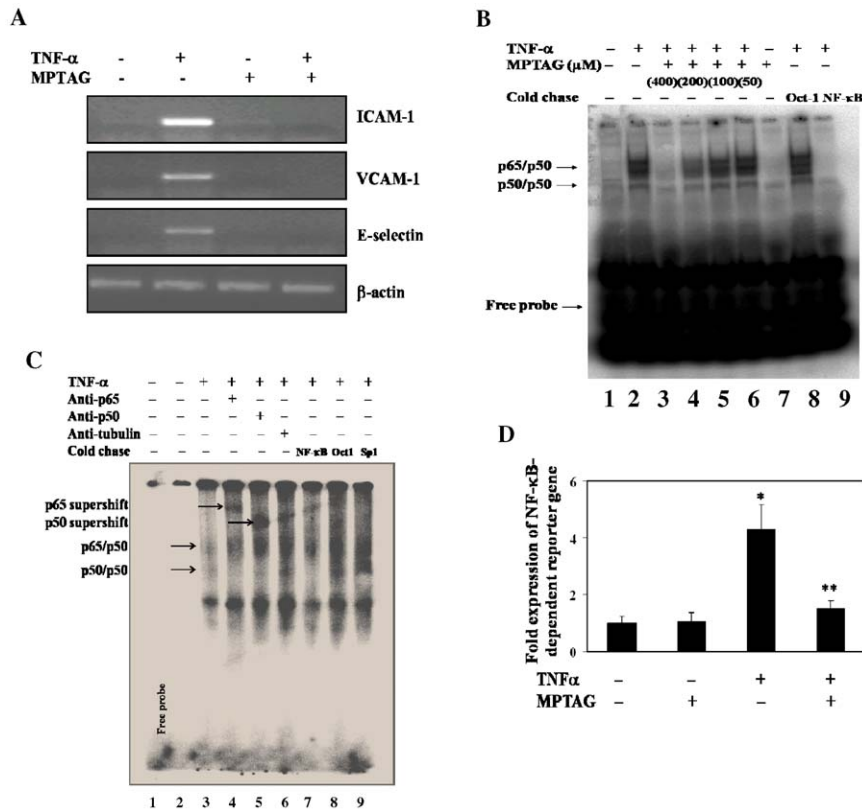 A
TNF-α - + - +
MPTAG - - + +
ICAM-1
VCAM-1
E-selectin
β-actin
B
TNF-α – + + + + + – + +
MPTAG (μM) – – + + + + + – –
(400)(200)(100)(50)
Cold chase – – – – – – – Oct-1 NF-κB
p65/p50
p50/p50
Free probe
1 2 3 4 5 6 7 8 9
C
TNF-α – – + + + + + + +
Anti-p65 – – – + – – – – –
Anti-p50 – – – – + – – – –
Anti-tubulin – – – – – + – – –
Cold chase – – – – – – NF-κB Oct1 Sp1
p65 supershift
p50 supershift
p65/p50
p50/p50
Free probe
1 2 3 4 5 6 7 8 9
D
Fold expression of NF-κB-
dependent reporter gene
6
4
2
0
*
**
TNFα – – + +
MPTAG – + – +